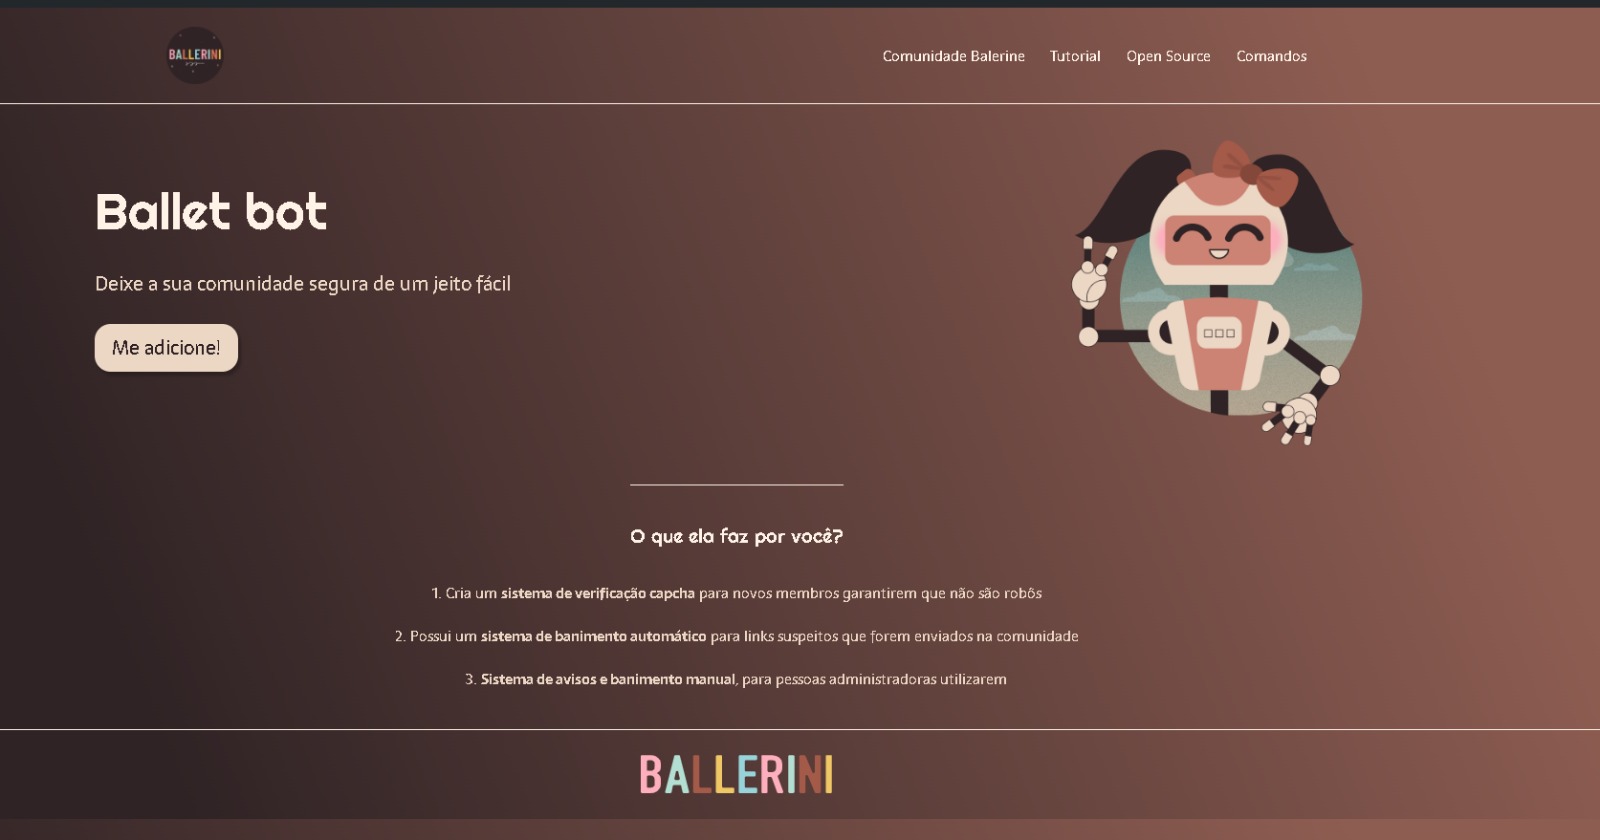 BALLERINI
Comunidade Balerine Tutorial Open Source Comandos
Ballet bot
Deixe a sua comunidade segura de um jeito fácil
Me adicione!
O que ela faz por você?
1. Cria um sistema de verificação capcha para novos membros garantirem que não são robôs
2. Possui um sistema de banimento automático para links suspeitos que forem enviados na comunidade
3. Sistema de avisos e banimento manual, para pessoas administradoras utilizarem
BALLERINI